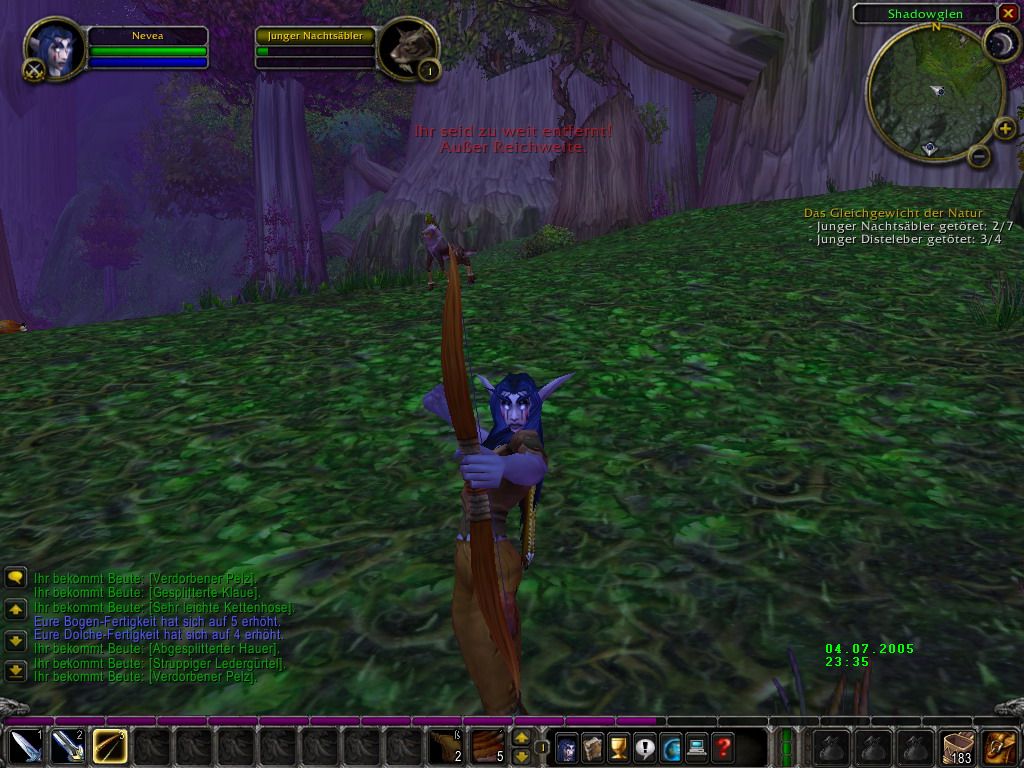 Nevea
Junger Nachtsäbler
1
Shadowglen
N
Ihr seid zu weit entfernt!
Außer Reichweite.
Das Gleichgewicht der Natur
- Junger Nachtsäbler getötet: 2/7
- Junger Disteleber getötet: 3/4
Ihr bekommt Beute: [Verdorbener Pelz].
Ihr bekommt Beute: [Gesplitterte Klaue].
Ihr bekommt Beute: [Sehr leichte Kettenhose].
Eure Bogen-Fertigkeit hat sich auf 5 erhöht.
Eure Dolche-Fertigkeit hat sich auf 4 erhöht.
Ihr bekommt Beute: [Abgesplitterter Hauer].
Ihr bekommt Beute: [Struppiger Ledergürtel].
Ihr bekommt Beute: [Verdorbener Pelz].
04.07.2005
23:35
1 2 3 ß
2 5 1 183